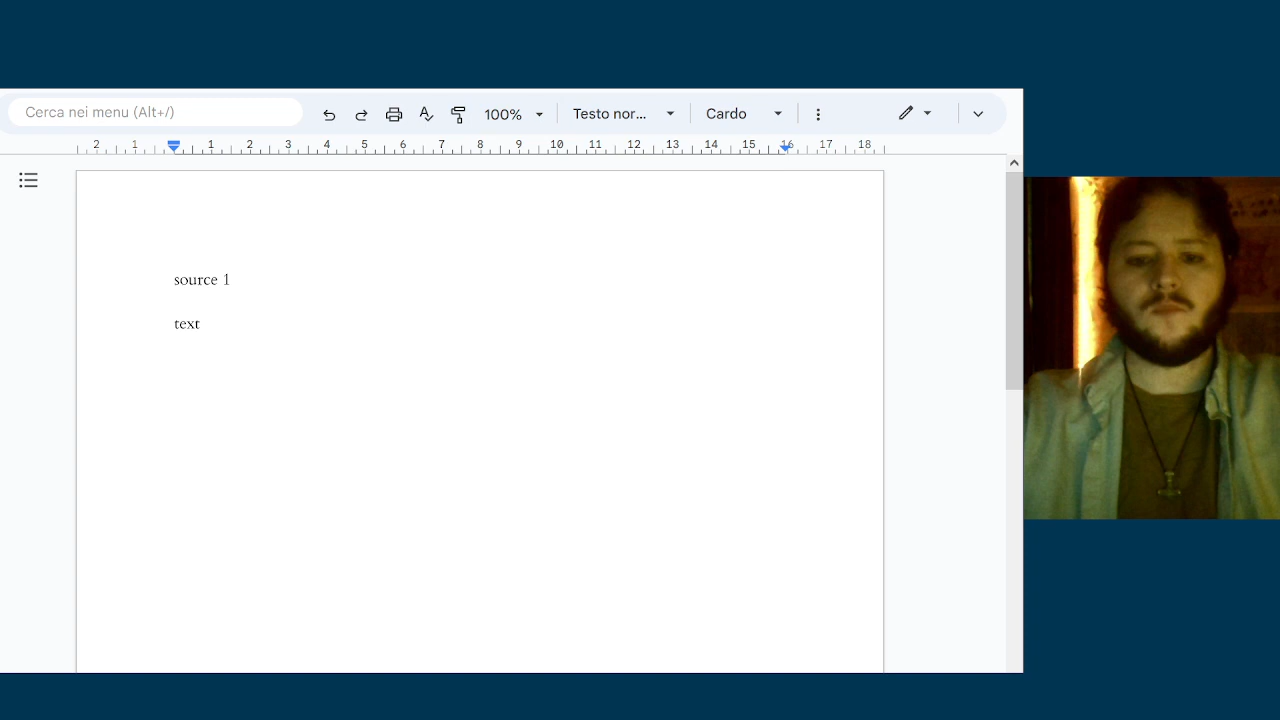 Cerca nei menu (Alt+/)
100%
Testo nor...
Cardo
2 1 1 2 3 4 5 6 7 8 9 10 11 12 13 14 15 16 17 18
source 1
text